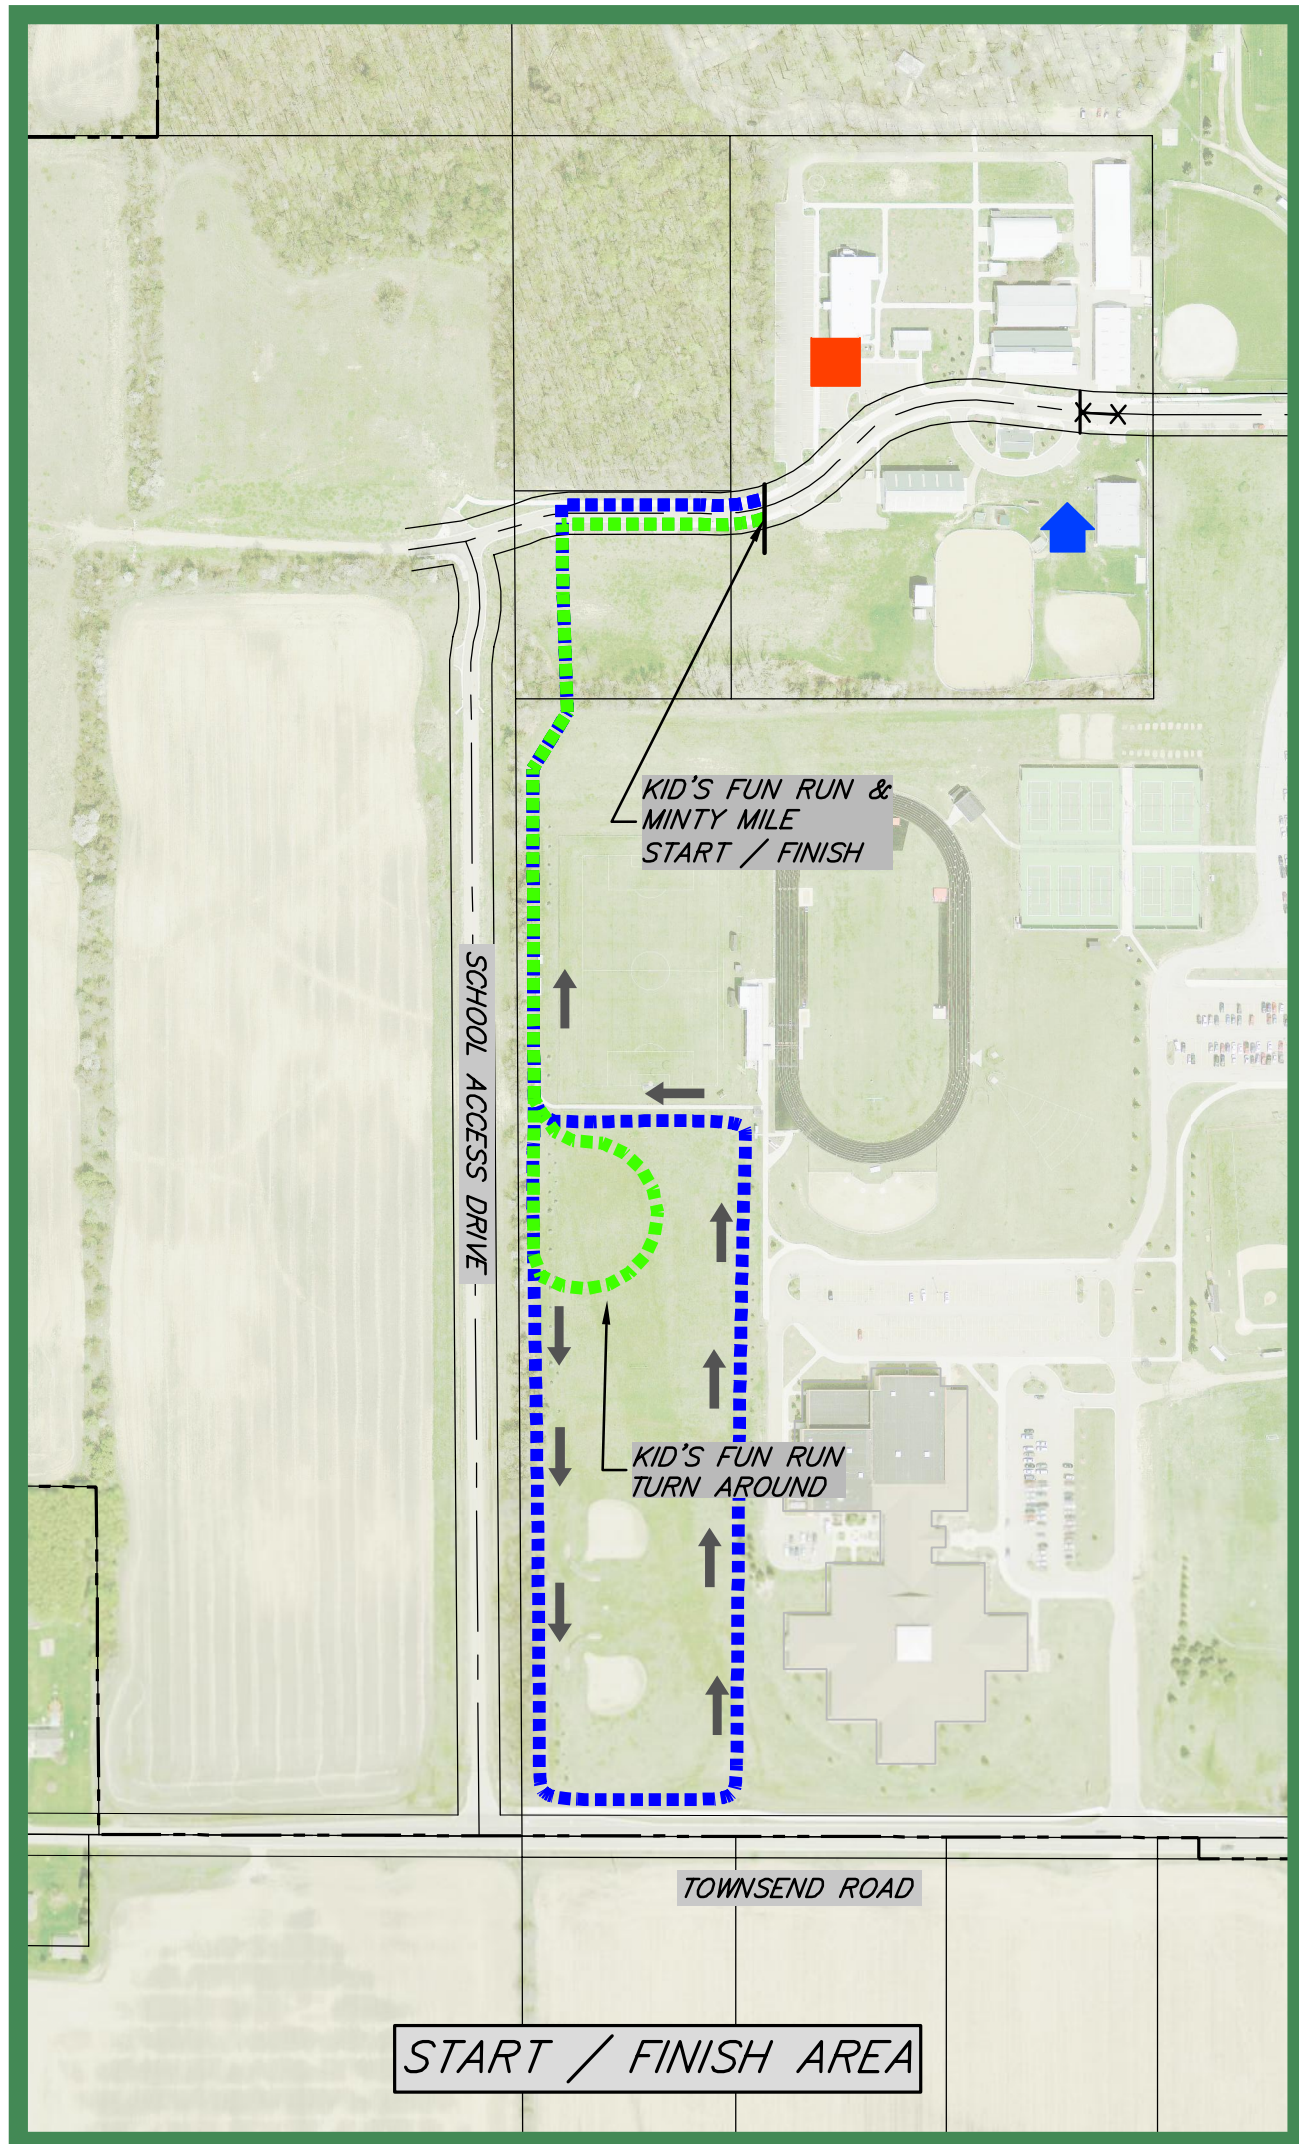 KID'S FUN RUN &
MINTY MILE
START / FINISH
SCHOOL ACCESS DRIVE
KID'S FUN RUN
TURN AROUND
TOWNSEND ROAD
START / FINISH AREA